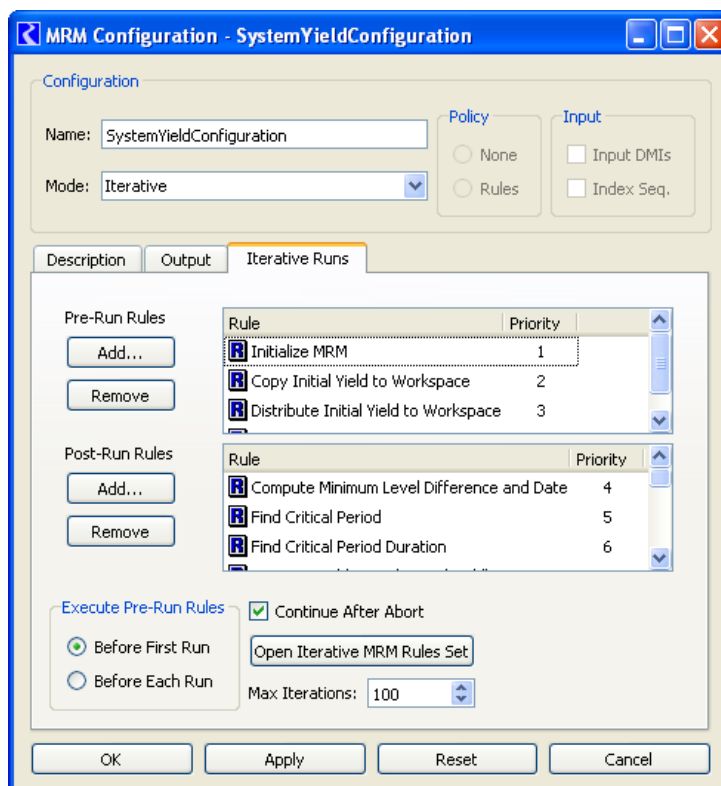 MRM Configuration - SystemYieldConfiguration
Configuration
Name: SystemYieldConfiguration
Mode: Iterative
Policy
None
Rules
Input
Input DMIs
Index Seq.
Description Output Iterative Runs
Pre-Run Rules
Add...
Remove
Rule Priority
R Initialize MRM 1
R Copy Initial Yield to Workspace 2
R Distribute Initial Yield to Workspace 3
Post-Run Rules
Add...
Remove
Rule Priority
R Compute Minimum Level Difference and Date 4
R Find Critical Period 5
R Find Critical Period Duration 6
Execute Pre-Run Rules
Before First Run
Before Each Run
Continue After Abort
Open Iterative MRM Rules Set
Max Iterations: 100
OK Apply Reset Cancel